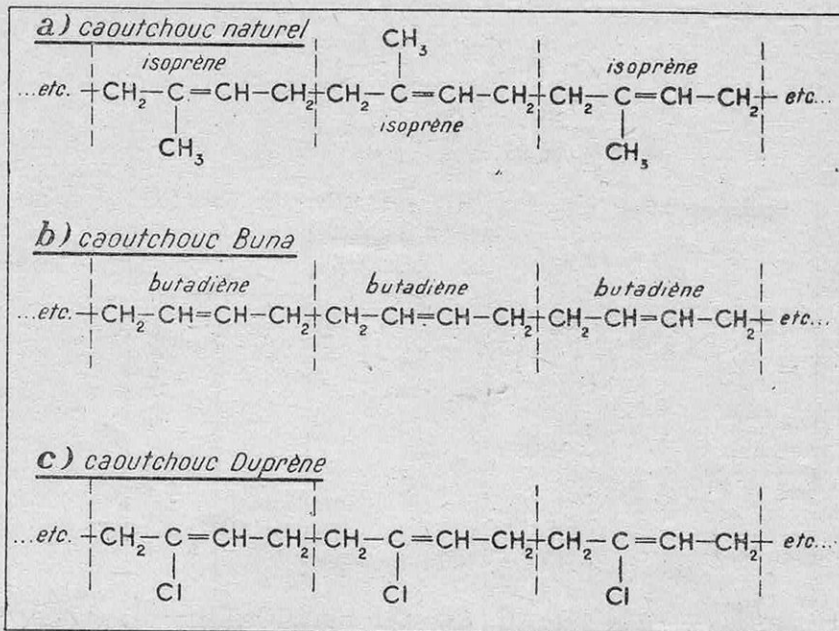 a) caoutchouc naturel
CH₃
isoprène
isoprène
...etc. CH₂-C=CH-CH₂ CH₂-C=CH-CH₂ CH₂-C=CH-CH₂ etc.
isoprène
CH₃
CH₃
b) caoutchouc Buna
butadiène butadiène butadiène
...etc. CH₂-CH=CH-CH₂ CH₂-CH=CH-CH₂ CH₂-CH=CH-CH₂ etc...
c) caoutchouc Duprène
...etc. CH₂-C=CH-CH₂ CH₂-C=CH-CH₂ CH₂-C=CH-CH₂ etc...
Cl Cl Cl